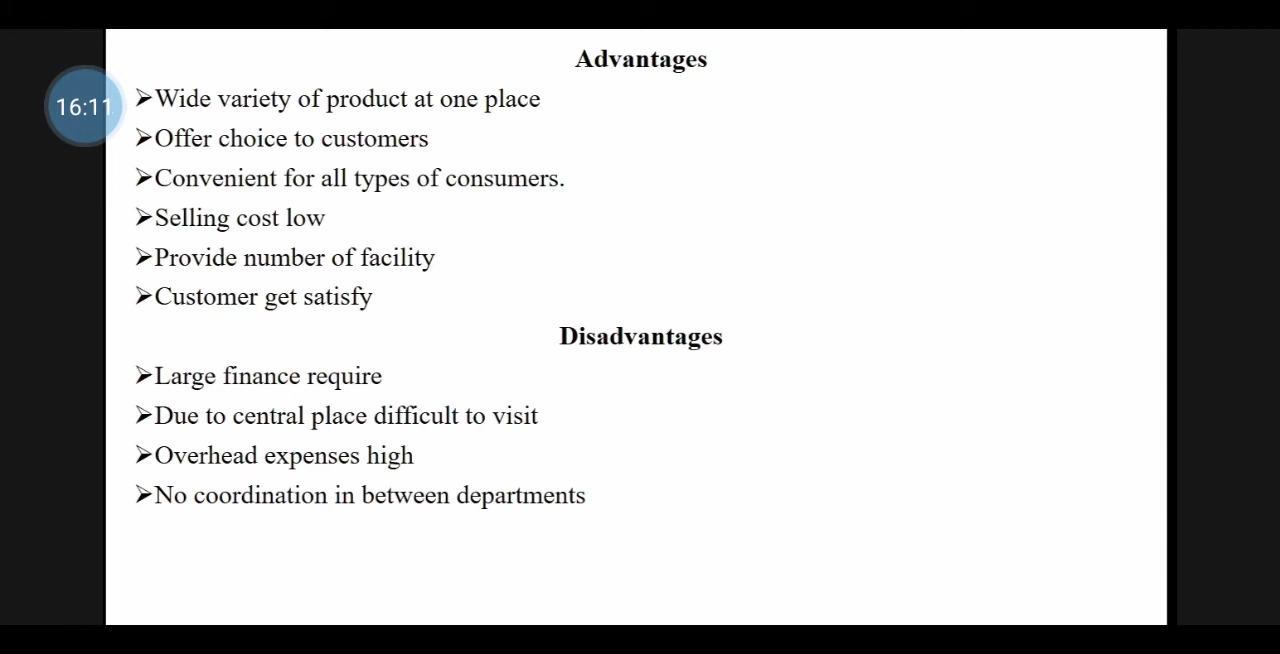 Advantages
16:11
➢Wide variety of product at one place
➢Offer choice to customers
➢Convenient for all types of consumers.
➢Selling cost low
➢Provide number of facility
➢Customer get satisfy
Disadvantages
➢Large finance require
➢Due to central place difficult to visit
➢Overhead expenses high
➢No coordination in between departments